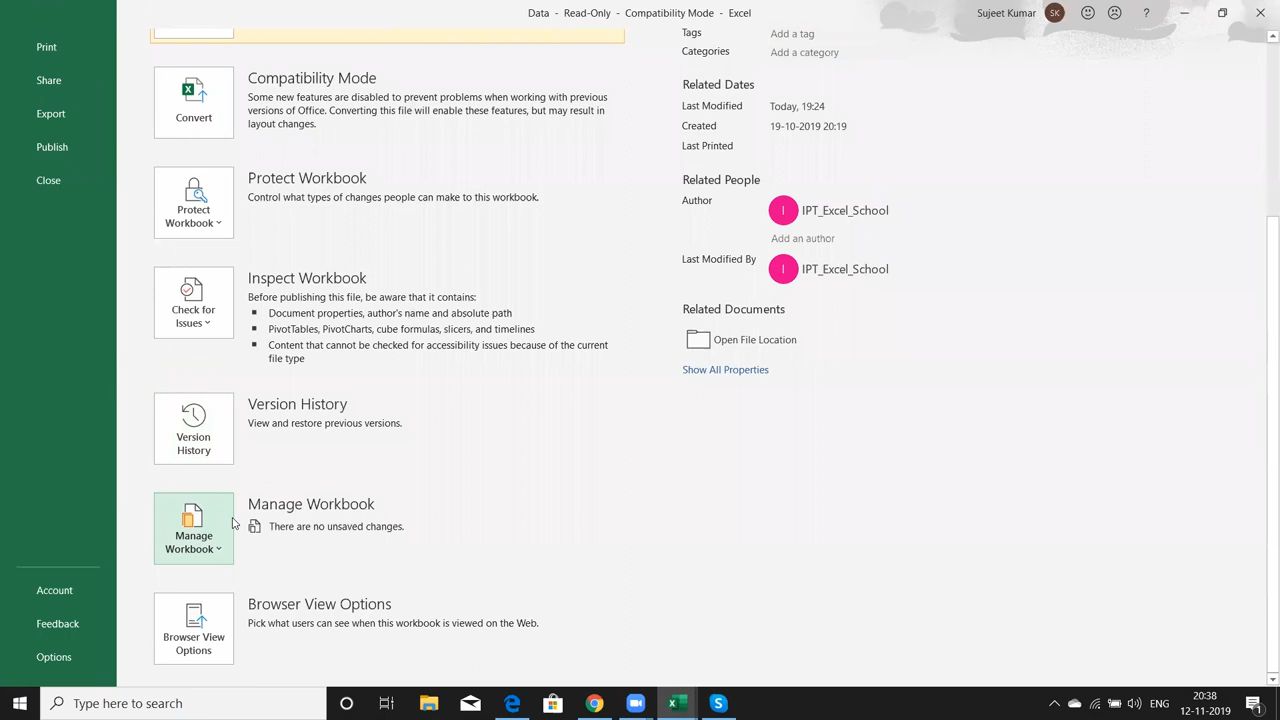 Data - Read-Only - Compatibility Mode - Excel
Sujeet Kumar
SK
?
Print
Share
Export
Publish
Close
Account
Feedback
Options
Convert
Compatibility Mode
Some new features are disabled to prevent problems when working with previous
versions of Office. Converting this file will enable these features, but may result in
layout changes.
Protect
Workbook
Protect Workbook
Control what types of changes people can make to this workbook.
Check for
Issues
Inspect Workbook
Before publishing this file, be aware that it contains:
Document properties, author's name and absolute path
PivotTables, PivotCharts, cube formulas, slicers, and timelines
Content that cannot be checked for accessibility issues because of the current
file type
Version
History
Version History
View and restore previous versions.
Manage
Workbook
Manage Workbook
There are no unsaved changes.
Browser View
Options
Browser View Options
Pick what users can see when this workbook is viewed on the Web.
Tags Add a tag
Categories Add a category
Related Dates
Last Modified Today, 19:24
Created 19-10-2019 20:19
Last Printed
Related People
Author
I IPT_Excel_School
Add an author
Last Modified By
I IPT_Excel_School
Related Documents
Open File Location
Show All Properties
Type here to search
ENG
20:38
12-11-2019
1